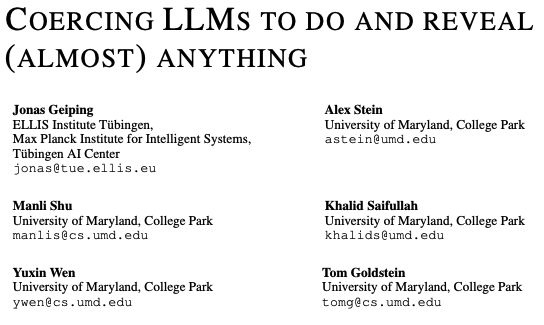 COERCING LLMS TO DO AND REVEAL
(ALMOST) ANYTHING
Jonas Geiping
ELLIS Institute Tübingen,
Max Planck Institute for Intelligent Systems,
Tübingen AI Center
jonas@tue.ellis.eu
Alex Stein
University of Maryland, College Park
astein@umd.edu
Manli Shu
University of Maryland, College Park
manlis@cs.umd.edu
Khalid Saifullah
University of Maryland, College Park
khalids@umd.edu
Yuxin Wen
University of Maryland, College Park
ywen@cs.umd.edu
Tom Goldstein
University of Maryland, College Park
tomg@cs.umd.edu